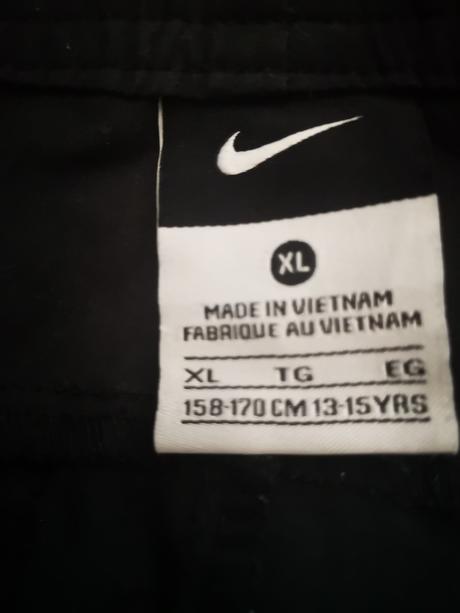 XL
MADE IN VIETNAM
FABRIQUE AU VIETNAM
XL TG EG
158-170 CM 13-15 YRS